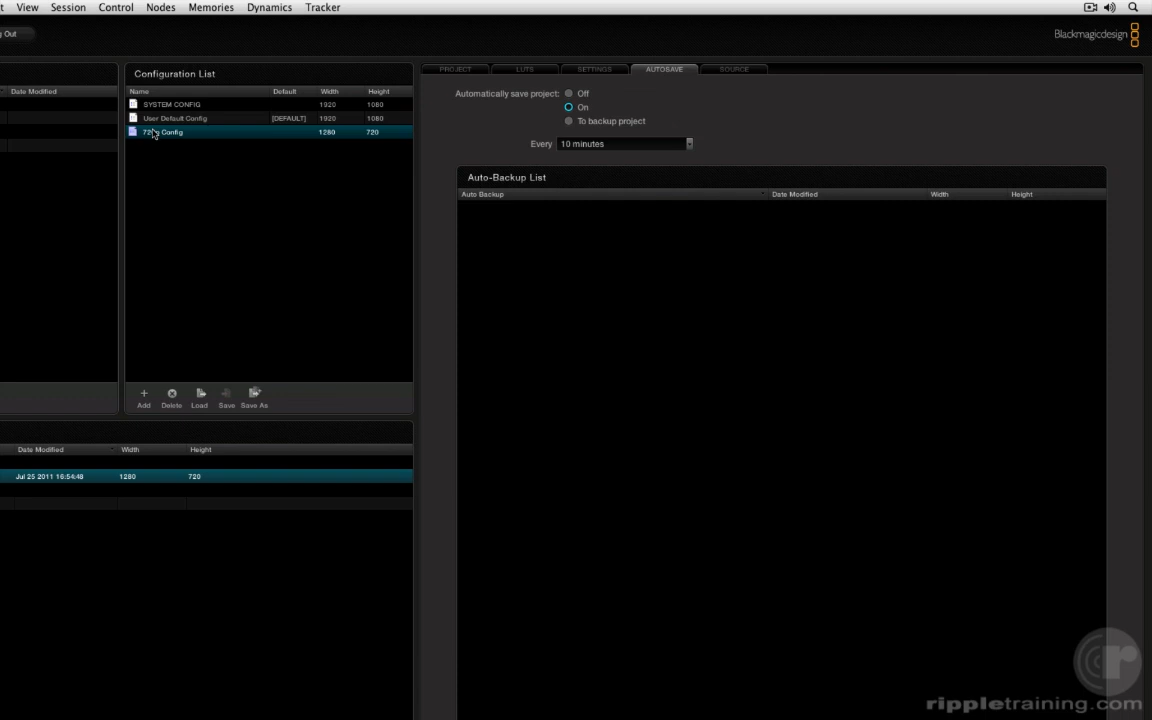 View Session Control Nodes Memories Dynamics Tracker
Out
Blackmagicdesign
Date Modified
Configuration List
Name Default Width Height
SYSTEM CONFIG 1920 1080
User Default Config [DEFAULT] 1920 1080
Config 1280 720
Add Delete Load Save Save As
Date Modified Width Height
Jul 25 2011 16:54:48 1280 720
PROJECT LUTS SETTINGS AUTOSAVE SOURCE
Automatically save project: Off
On
To backup project
Every 10 minutes
Auto-Backup List
Auto Backup Date Modified Width Height
rippletraining.com